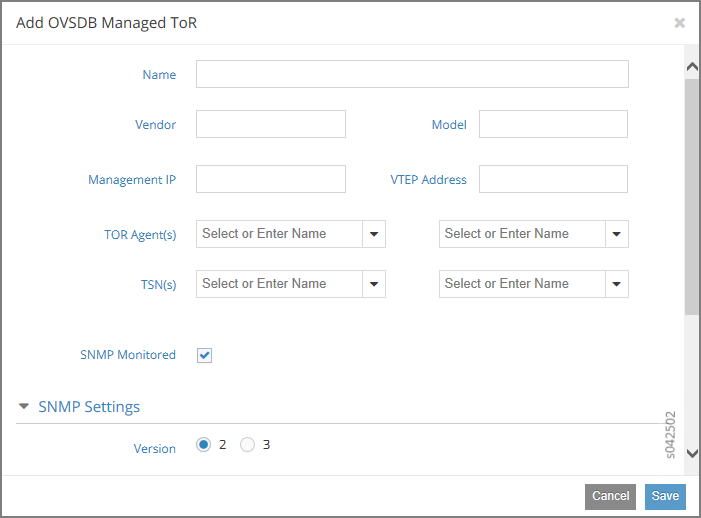 Add OVSDB Managed ToR
Name
Vendor Model
Management IP VTEP Address
TOR Agent(s) Select or Enter Name Select or Enter Name
TSN(s) Select or Enter Name Select or Enter Name
SNMP Monitored
SNMP Settings
Version 2 3
s042502
Cancel Save